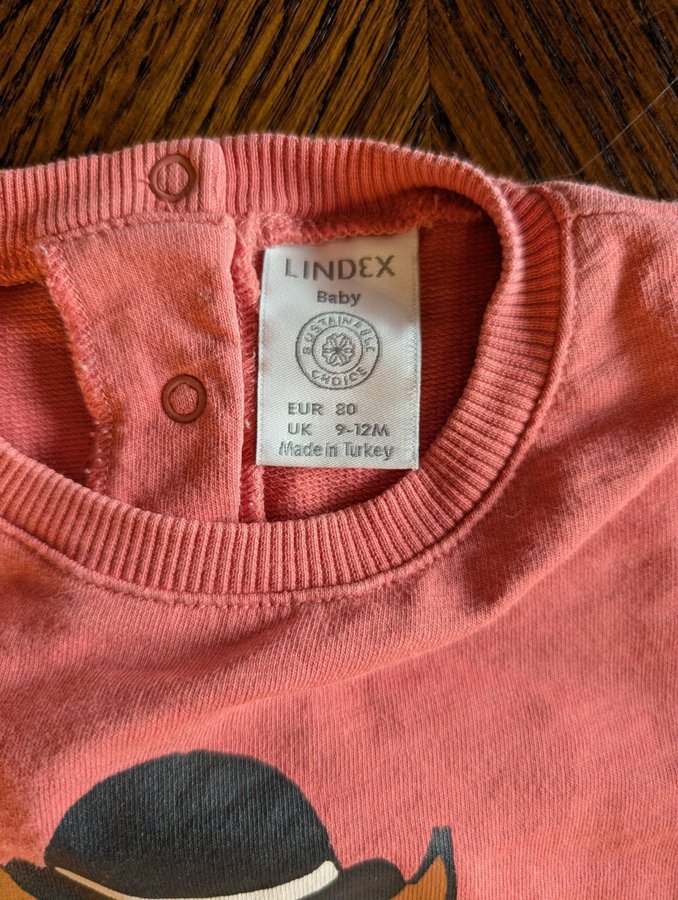 LINDEX
Baby
SUSTAINABLE
CHOICE
EUR 80
UK 9-12M
Made in Turkey